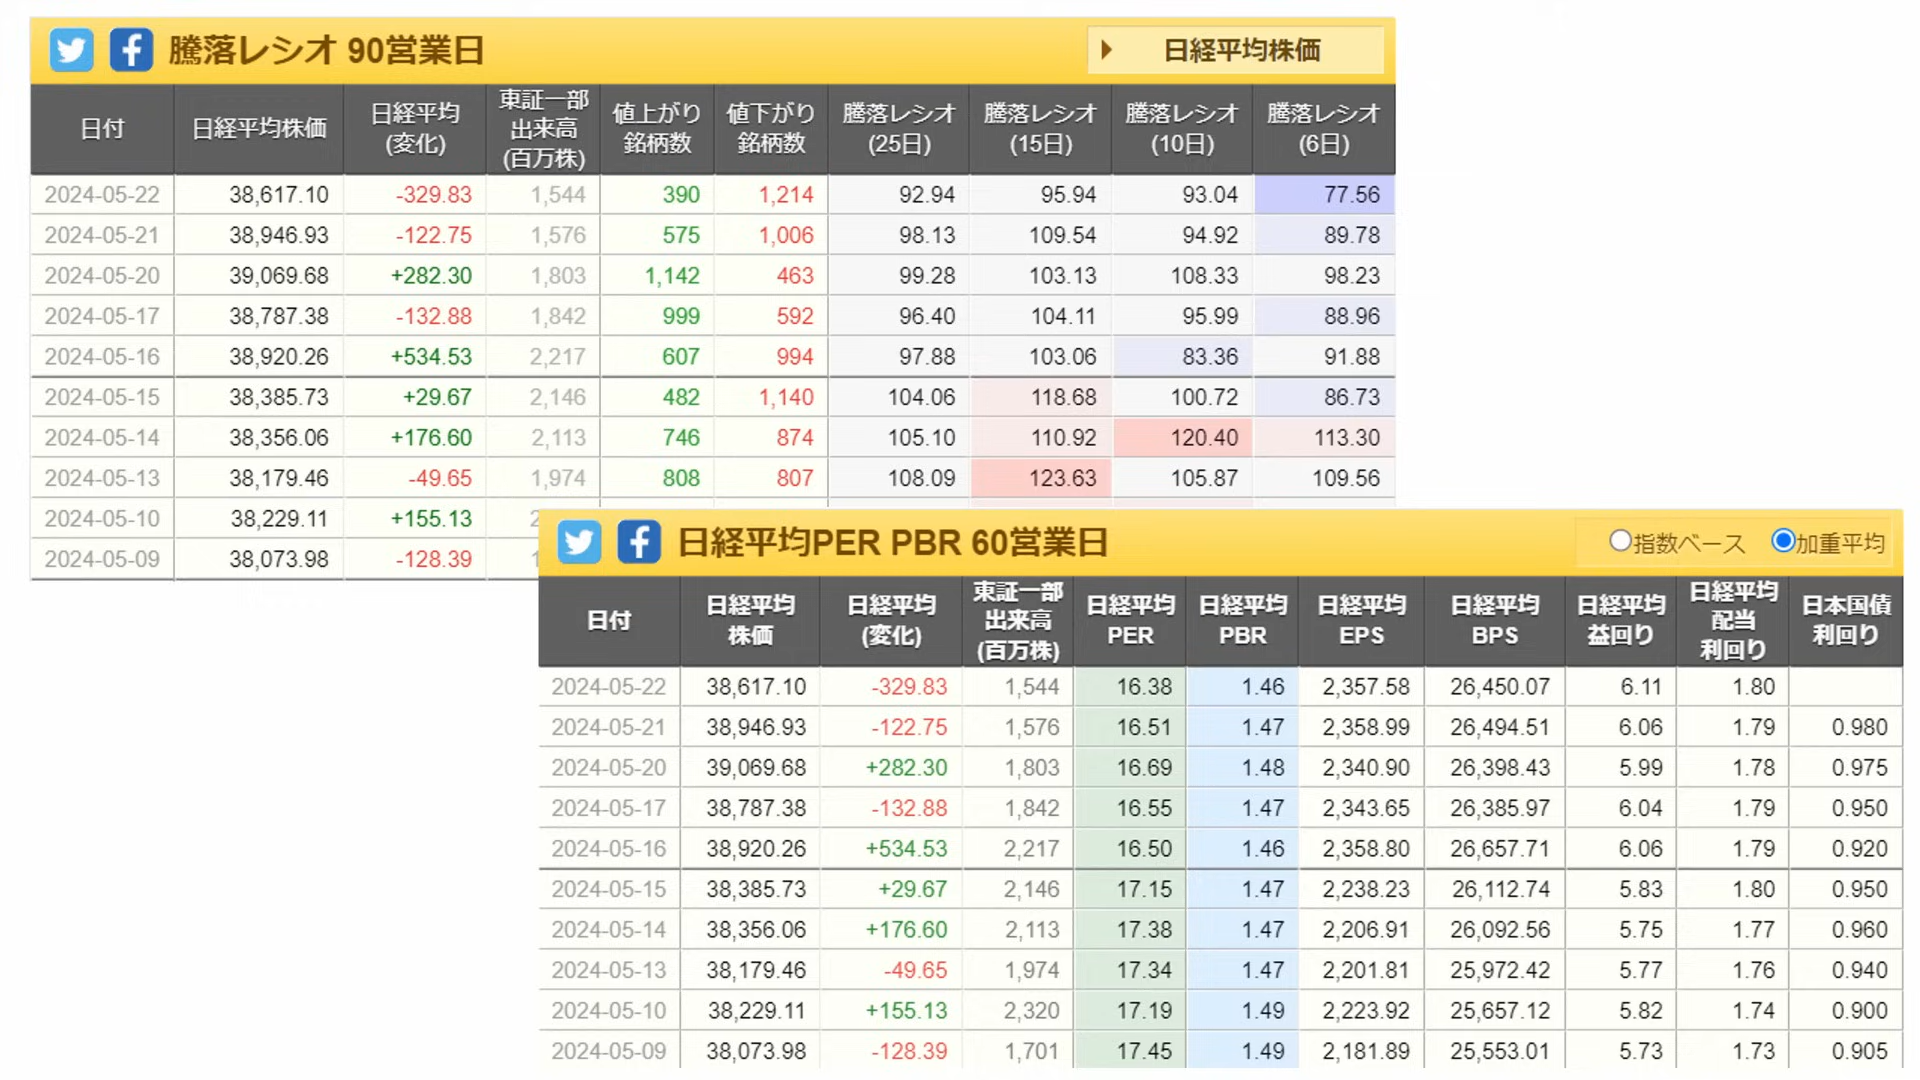 騰落レシオ 90営業日 日経平均株価
日付 日経平均株価 日経平均(変化) 東証一部出来高(百万株) 値上がり銘柄数 値下がり銘柄数 騰落レシオ(25日) 騰落レシオ(15日) 騰落レシオ(10日) 騰落レシオ(6日)
2024-05-22 38,617.10 -329.83 1,544 390 1,214 92.94 95.94 93.04 77.56
2024-05-21 38,946.93 -122.75 1,576 575 1,006 98.13 109.54 94.92 89.78
2024-05-20 39,069.68 +282.30 1,803 1,142 463 99.28 103.13 108.33 98.23
2024-05-17 38,787.38 -132.88 1,842 999 592 96.40 104.11 95.99 88.96
2024-05-16 38,920.26 +534.53 2,217 607 994 97.88 103.06 83.36 91.88
2024-05-15 38,385.73 +29.67 2,146 482 1,140 104.06 118.68 100.72 86.73
2024-05-14 38,356.06 +176.60 2,113 746 874 105.10 110.92 120.40 113.30
2024-05-13 38,179.46 -49.65 1,974 808 807 108.09 123.63 105.87 109.56
2024-05-10 38,229.11 +155.13
2024-05-09 38,073.98 -128.39
日経平均PER PBR 60営業日 指数ベース 加重平均
日付 日経平均株価 日経平均(変化) 東証一部出来高(百万株) 日経平均PER 日経平均PBR 日経平均EPS 日経平均BPS 日経平均益回り 日経平均配当利回り 日本国債利回り
2024-05-22 38,617.10 -329.83 1,544 16.38 1.46 2,357.58 26,450.07 6.11 1.80
2024-05-21 38,946.93 -122.75 1,576 16.51 1.47 2,358.99 26,494.51 6.06 1.79 0.980
2024-05-20 39,069.68 +282.30 1,803 16.69 1.48 2,340.90 26,398.43 5.99 1.78 0.975
2024-05-17 38,787.38 -132.88 1,842 16.55 1.47 2,343.65 26,385.97 6.04 1.79 0.950
2024-05-16 38,920.26 +534.53 2,217 16.50 1.46 2,358.80 26,657.71 6.06 1.79 0.920
2024-05-15 38,385.73 +29.67 2,146 17.15 1.47 2,238.23 26,112.74 5.83 1.80 0.950
2024-05-14 38,356.06 +176.60 2,113 17.38 1.47 2,206.91 26,092.56 5.75 1.77 0.960
2024-05-13 38,179.46 -49.65 1,974 17.34 1.47 2,201.81 25,972.42 5.77 1.76 0.940
2024-05-10 38,229.11 +155.13 2,320 17.19 1.49 2,223.92 25,657.12 5.82 1.74 0.900
2024-05-09 38,073.98 -128.39 1,701 17.45 1.49 2,181.89 25,553.01 5.73 1.73 0.905